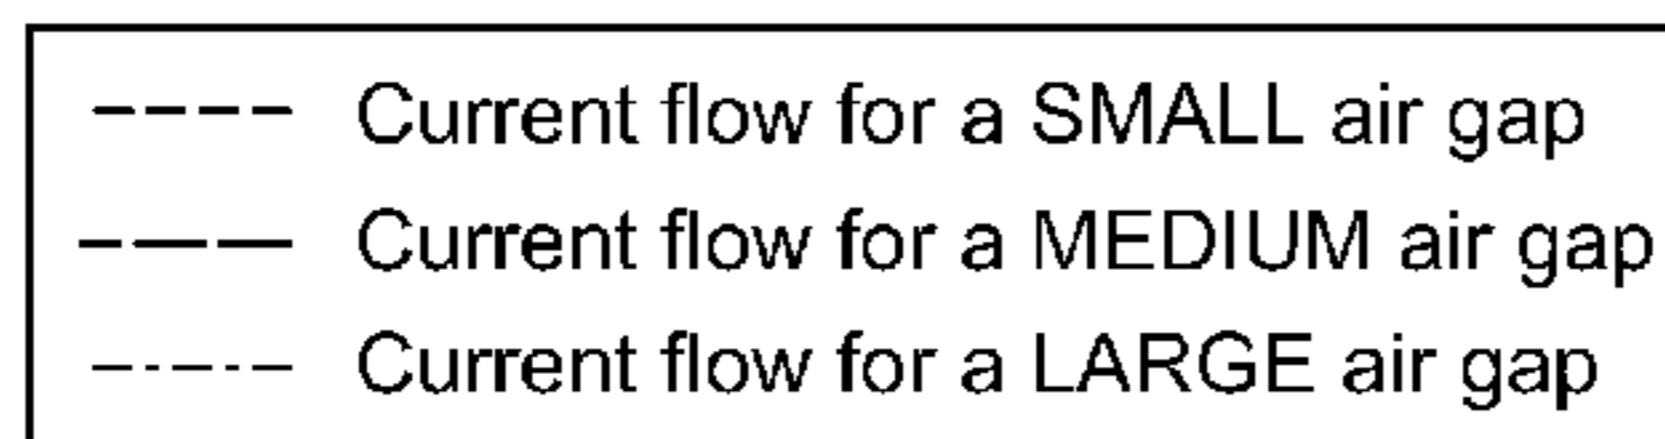 Current flow for a SMALL air gap
Current flow for a MEDIUM air gap
Current flow for a LARGE air gap